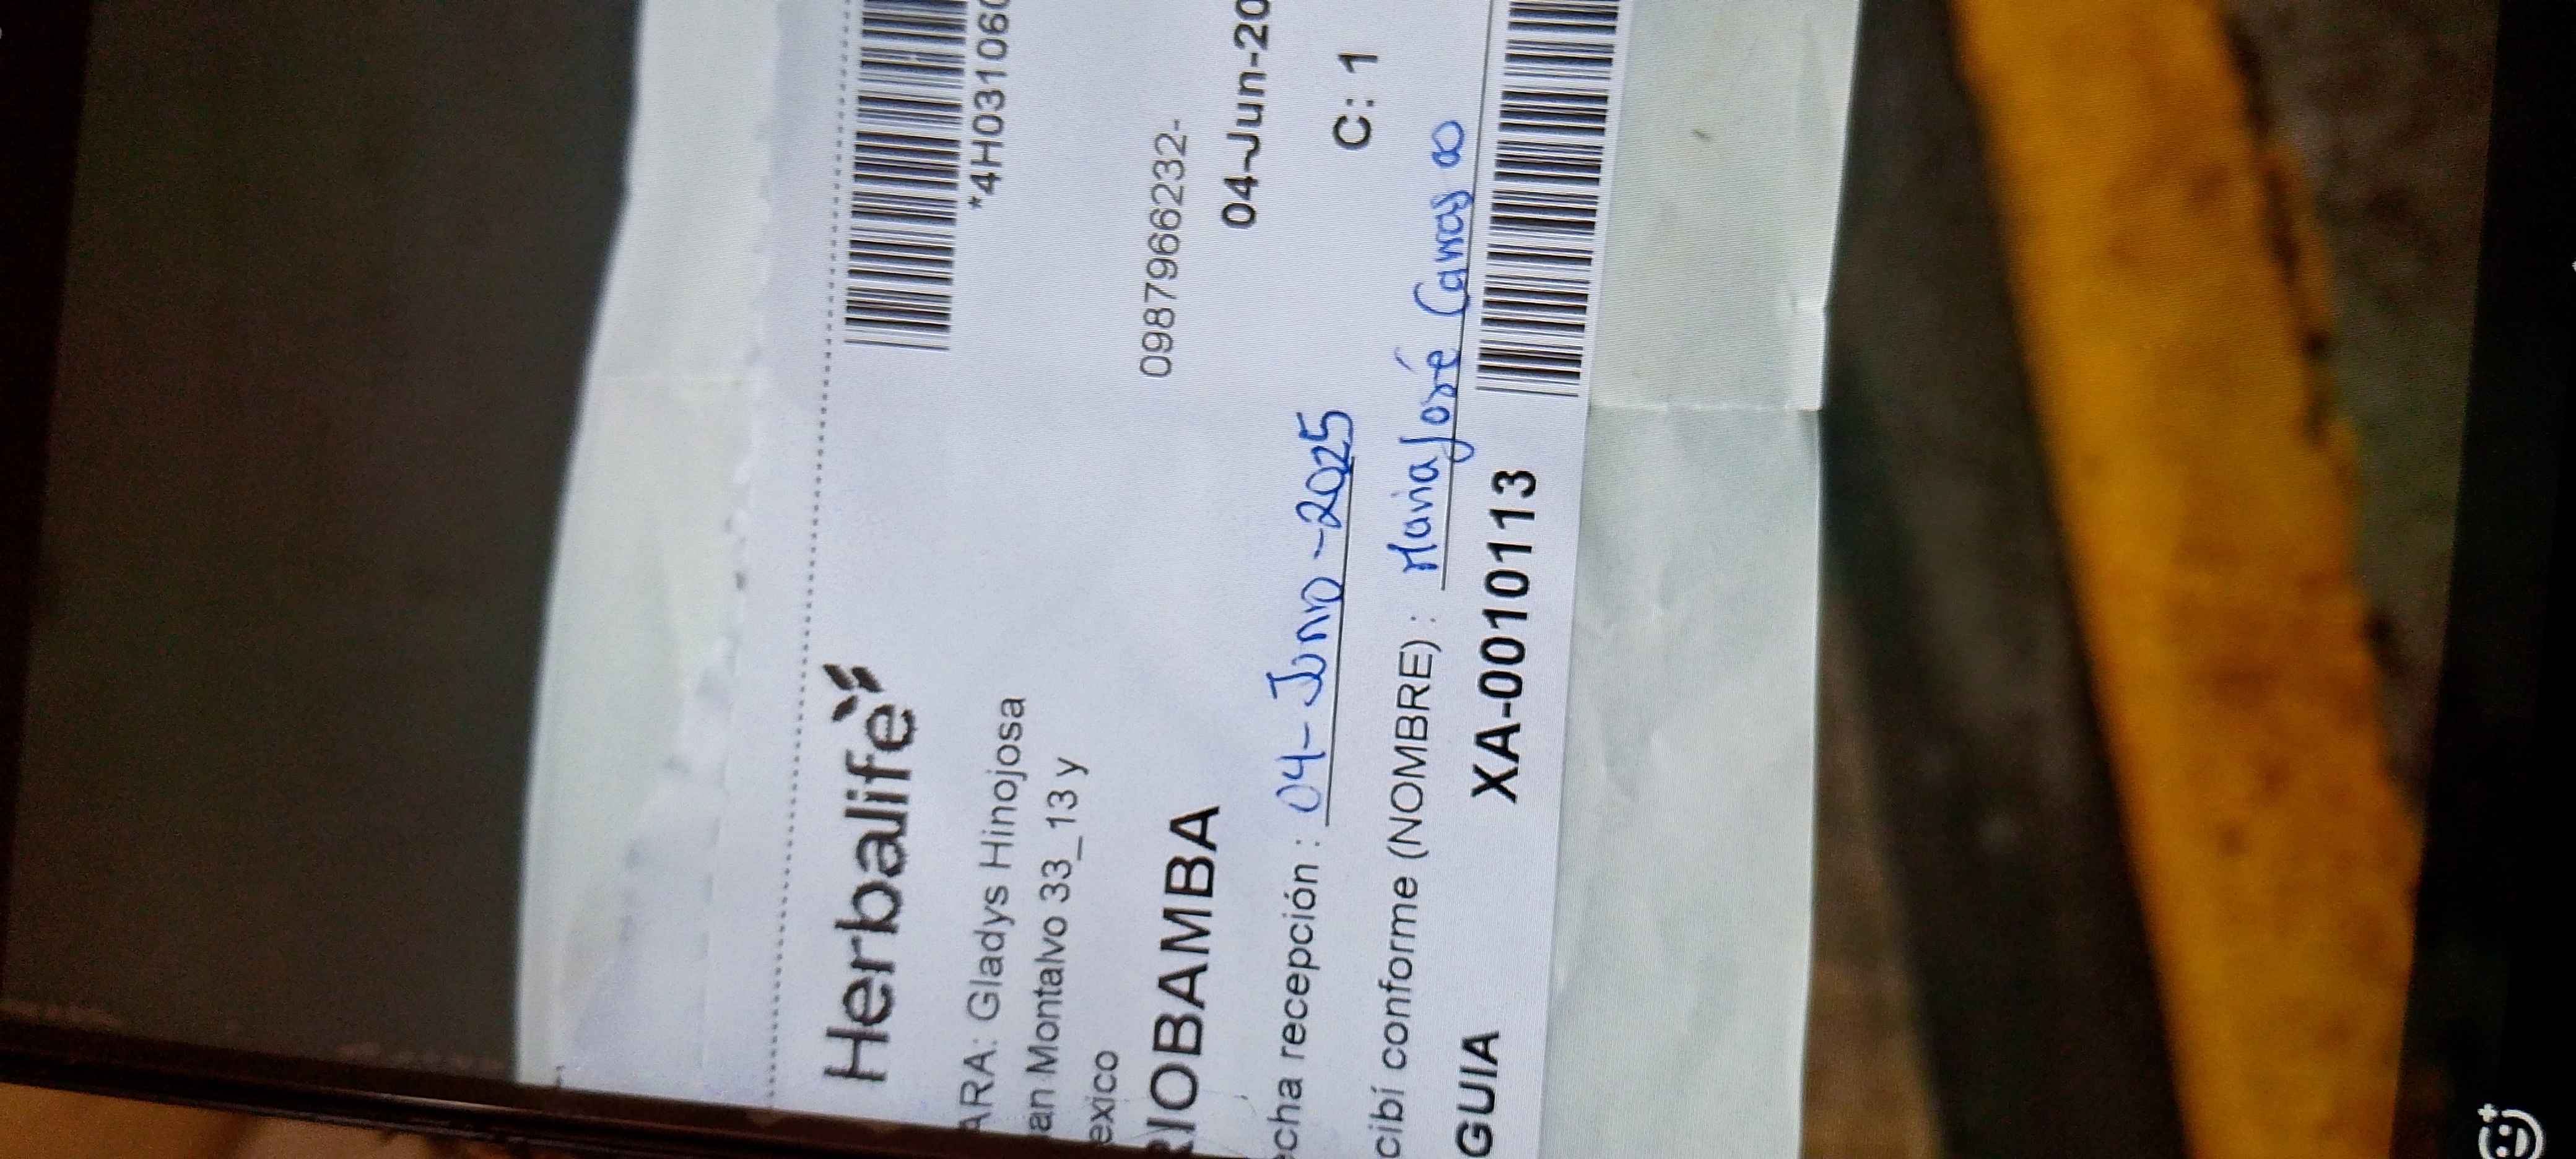 Herbalife
*4H031060
ARA: Gladys Hinojosa
an Montalvo 33_13 y
exico
0987966232-
RIOBAMBA
04-Jun-20
echa recepción : 04-Junio-2025
C: 1
cibí conforme (NOMBRE) : Maria José
GUIA XA-0010113